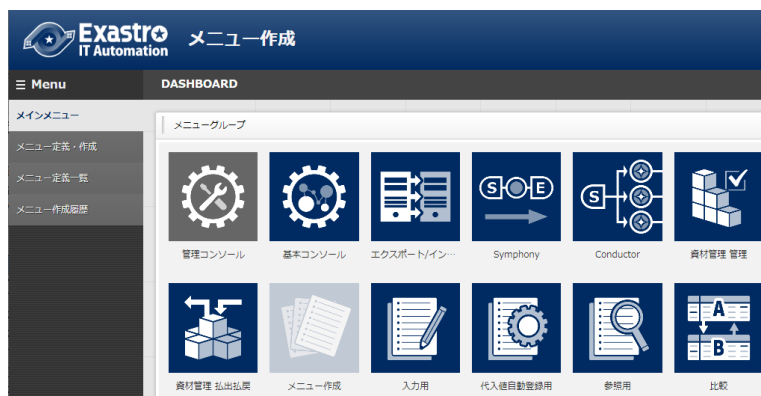 Exastro
IT Automation
メニュー作成
Menu
DASHBOARD
メインメニュー
メニュー定義・作成
メニュー定義一覧
メニュー作成履歴
メニューグループ
S E
S
管理コンソール
基本コンソール
エクスポート/イン…
Symphony
Conductor
資材管理 管理
A
B
資材管理 払出払戻
メニュー作成
入力用
代入値自動登録用
参照用
比較